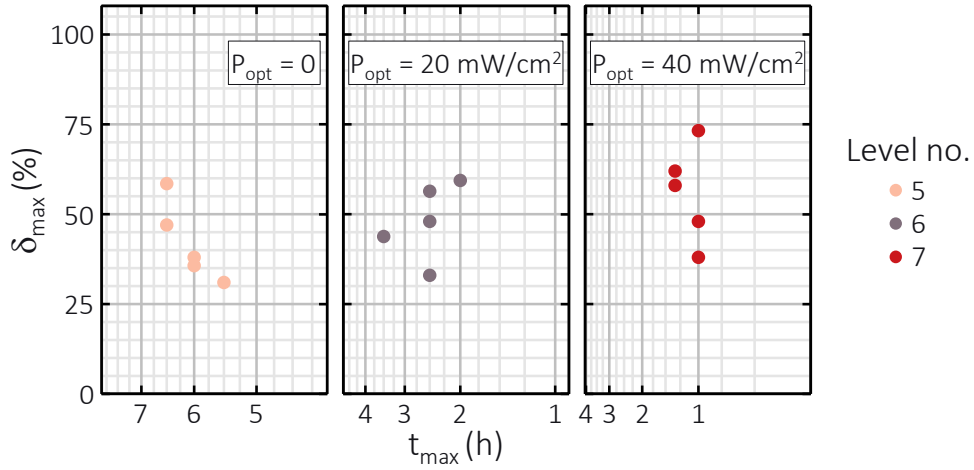 100
75
50
25
0
δmax (%)
Popt = 0
Popt = 20 mW/cm²
Popt = 40 mW/cm²
7 6 5
4 3 2 1
4 3 2 1
tmax (h)
Level no.
5
6
7